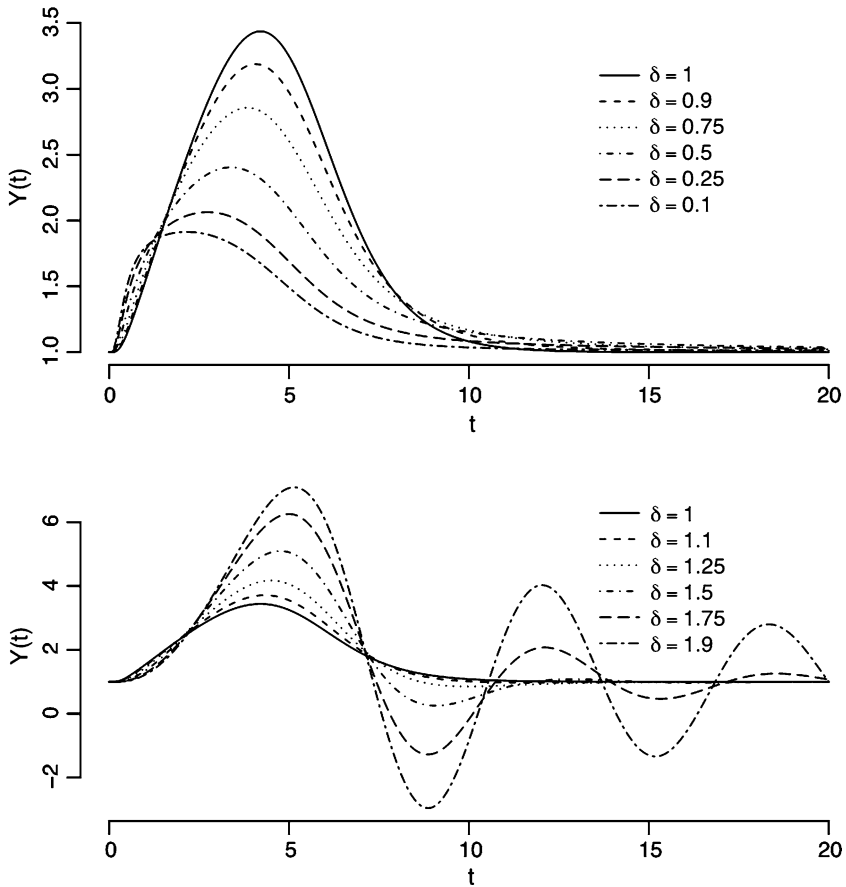 3.5
3.0
2.5
2.0
1.5
1.0
Y(t)
δ = 1
δ = 0.9
δ = 0.75
δ = 0.5
δ = 0.25
δ = 0.1
0 5 10 15 20
t
6
4
2
0
−2
Y(t)
δ = 1
δ = 1.1
δ = 1.25
δ = 1.5
δ = 1.75
δ = 1.9
0 5 10 15 20
t